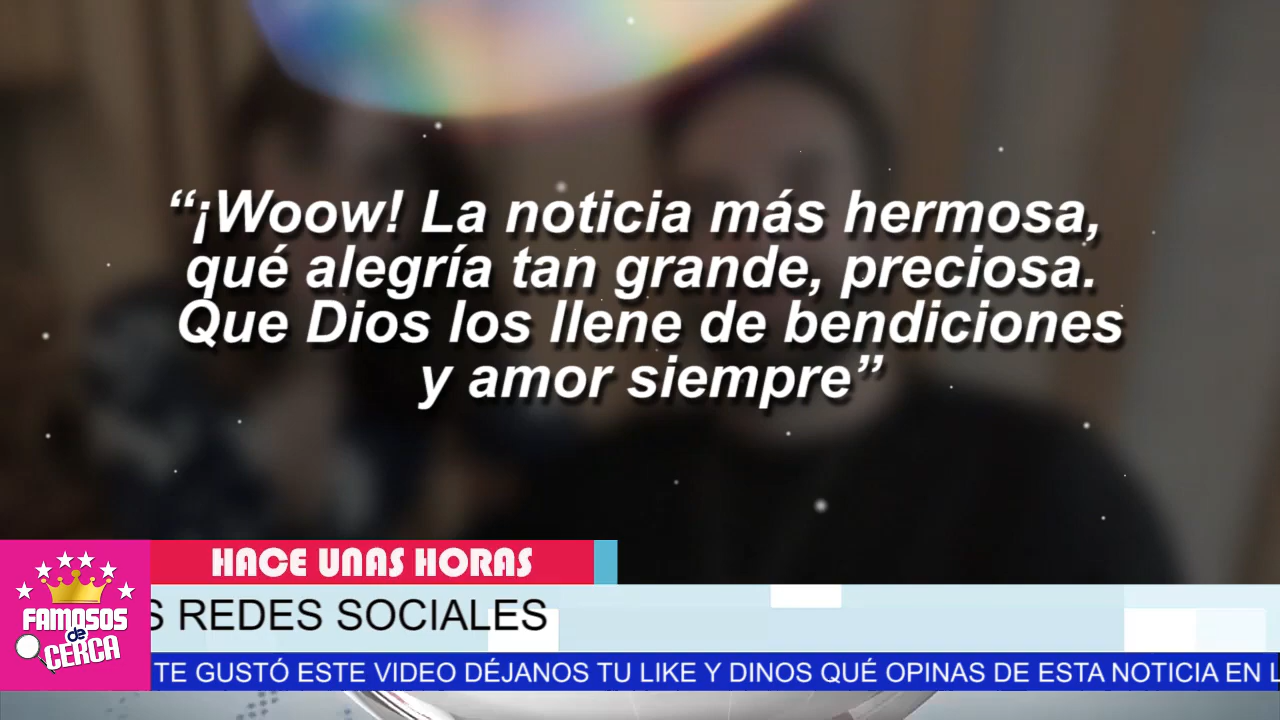 “¡Woow! La noticia más hermosa,
qué alegría tan grande, preciosa.
Que Dios los llene de bendiciones
y amor siempre”
HACE UNAS HORAS
S REDES SOCIALES
FAMOSOS
de
CERCA
TE GUSTÓ ESTE VIDEO DÉJANOS TU LIKE Y DINOS QUÉ OPINAS DE ESTA NOTICIA EN L